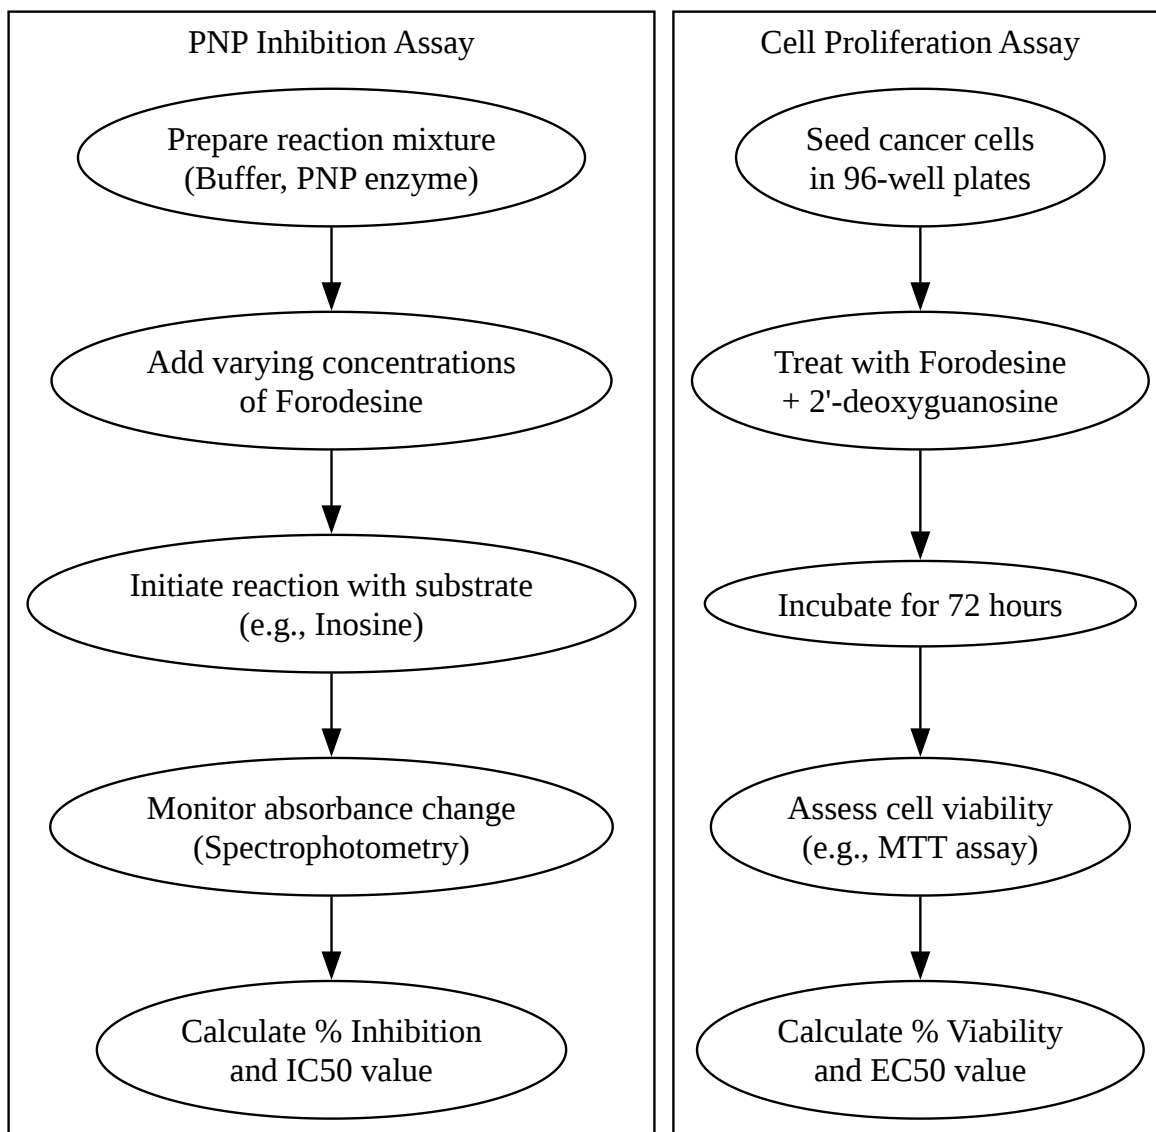 PNP Inhibition Assay
Prepare reaction mixture
(Buffer, PNP enzyme)
Add varying concentrations
of Forodesine
Initiate reaction with substrate
(e.g., Inosine)
Monitor absorbance change
(Spectrophotometry)
Calculate % Inhibition
and IC50 value
Cell Proliferation Assay
Seed cancer cells
in 96-well plates
Treat with Forodesine
+ 2'-deoxyguanosine
Incubate for 72 hours
Assess cell viability
(e.g., MTT assay)
Calculate % Viability
and EC50 value